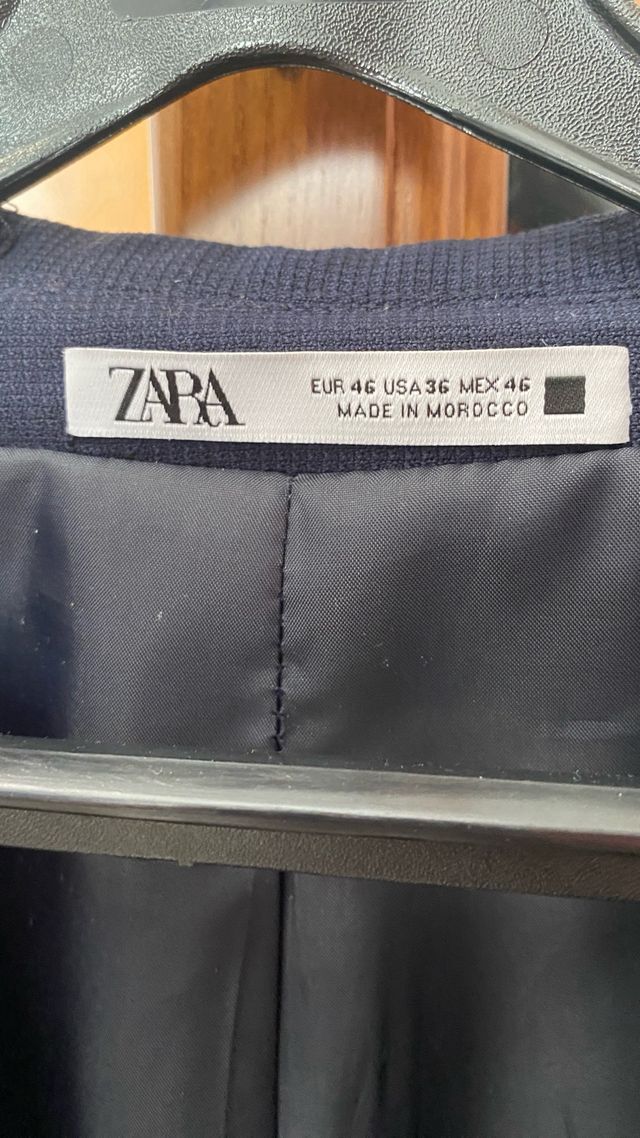 ZARA
EUR 46 USA 36 MEX 46
MADE IN MOROCCO